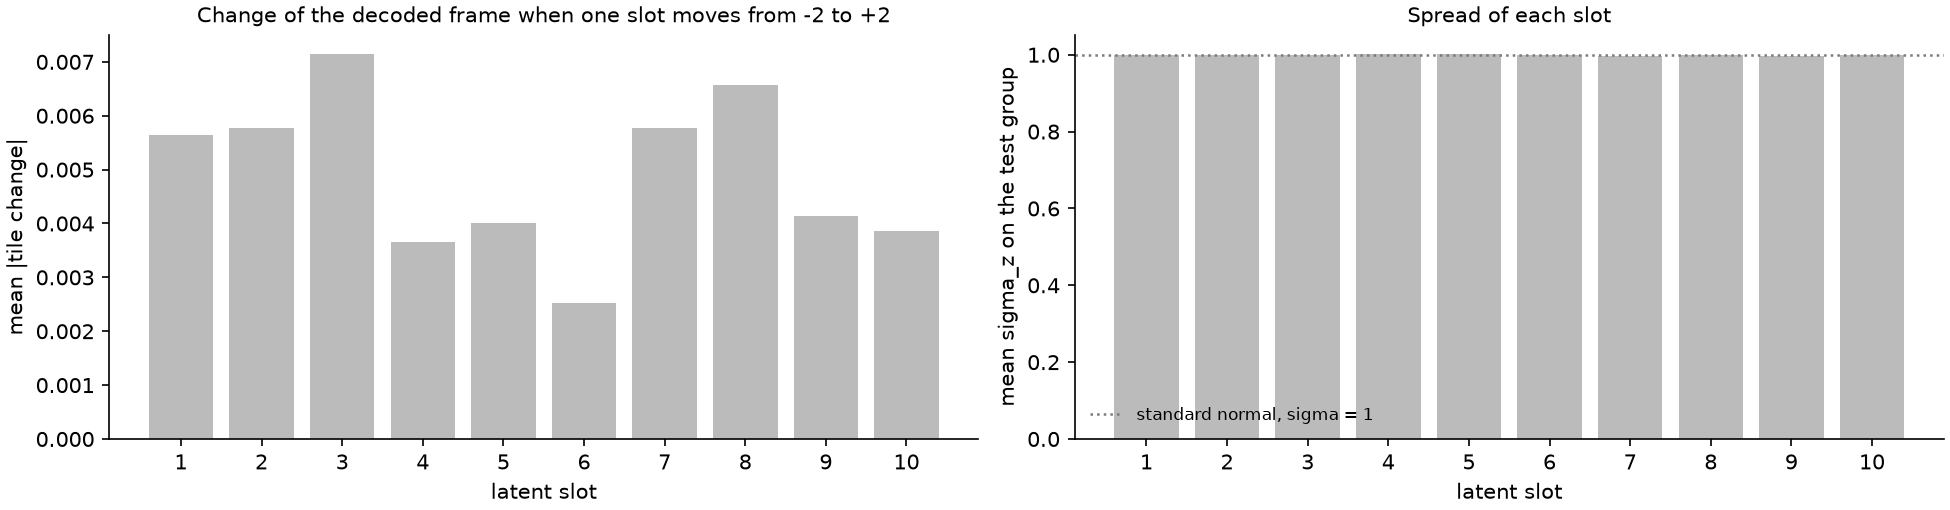 Change of the decoded frame when one slot moves from -2 to +2
mean |tile change|
0.007
0.006
0.005
0.004
0.003
0.002
0.001
0.000
1 2 3 4 5 6 7 8 9 10
latent slot
Spread of each slot
mean sigma_z on the test group
1.0
0.8
0.6
0.4
0.2
0.0
standard normal, sigma = 1
1 2 3 4 5 6 7 8 9 10
latent slot